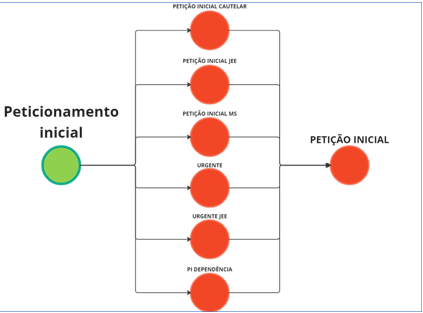 PETIÇÃO INICIAL CAUTELAR
PETIÇÃO INICIAL JEE
Peticionamento
inicial
PETIÇÃO INICIAL MS
PETIÇÃO INICIAL
URGENTE
URGENTE JEE
PI DEPENDÊNCIA